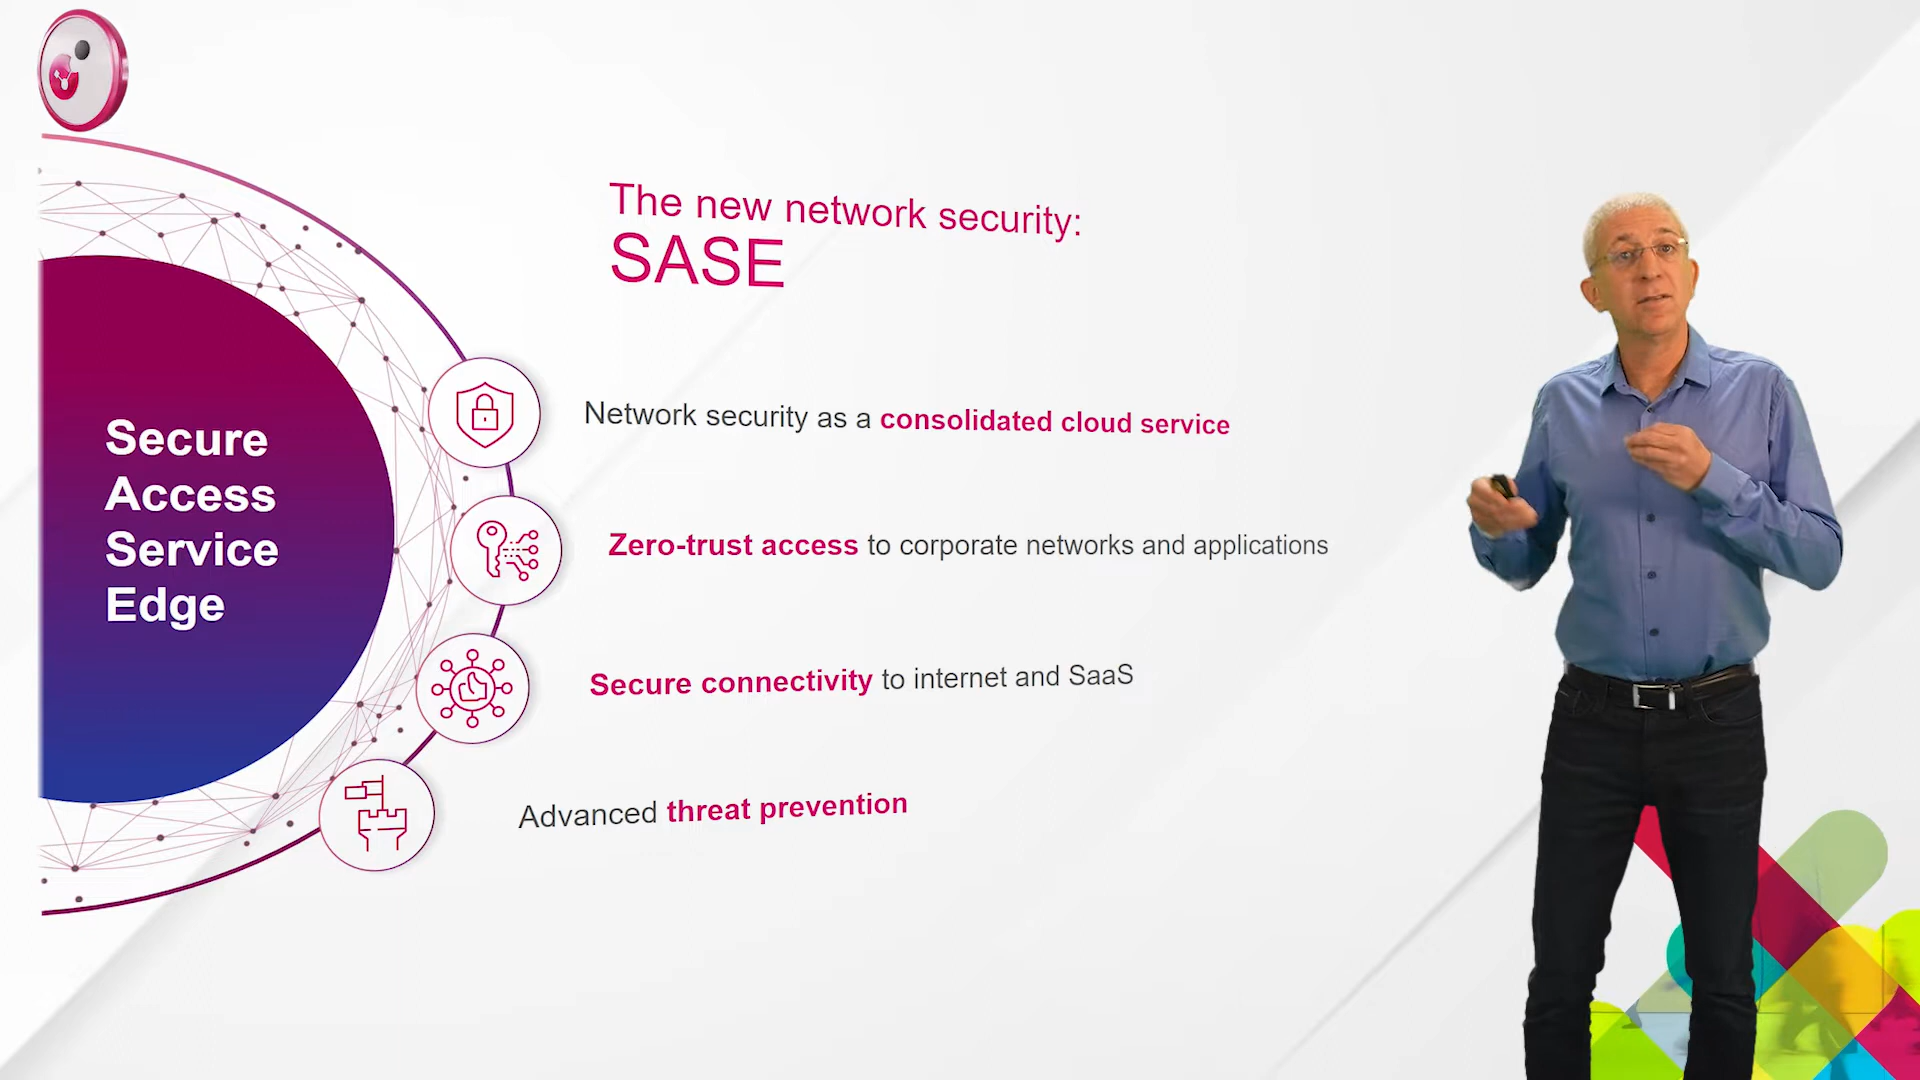 The new network security:
SASE
Secure
Access
Service
Edge
Network security as a consolidated cloud service
Zero-trust access to corporate networks and applications
Secure connectivity to internet and SaaS
Advanced threat prevention